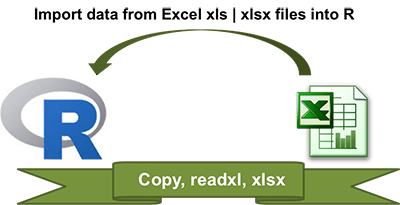 Import data from Excel xls | xlsx files into R
R
X
Copy, readxl, xlsx